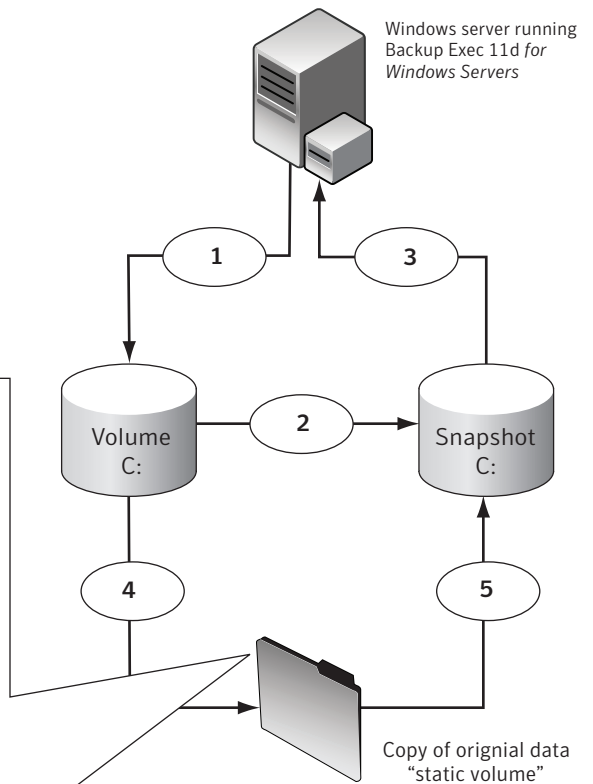 Windows server running
Backup Exec 11d for
Windows Servers
1
3
Volume
C:
2
Snapshot
C:
4
5
Copy of orignial data
“static volume”